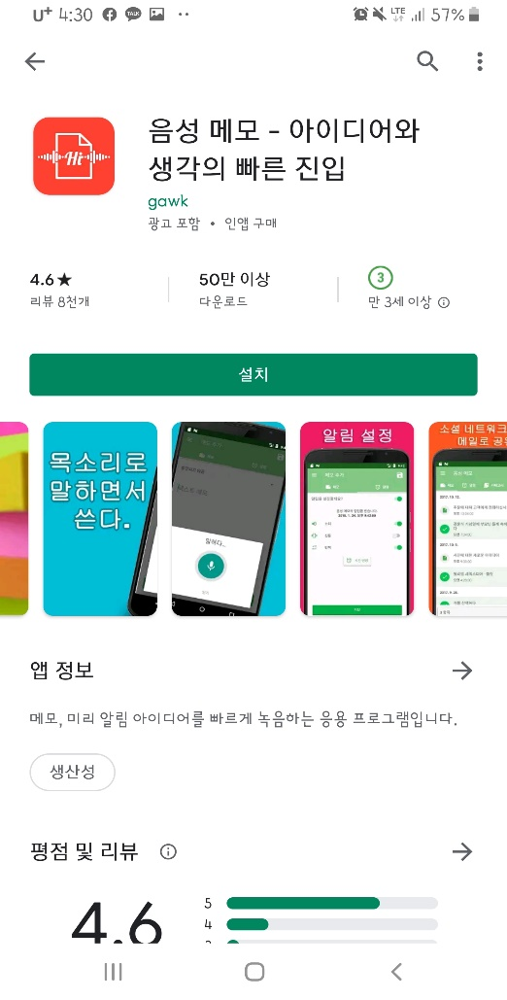 U+ 4:30 TALK LTE 57%
Hi
음성 메모 - 아이디어와
생각의 빠른 진입
gawk
광고 포함 • 인앱 구매
4.6★
리뷰 8천개
50만 이상
다운로드
3
만 3세 이상
설치
목소리로
말하면서
쓴다.
말하다...
알림 설정
소셜 네트워크
메일로 공유
앱 정보
메모, 미리 알림 아이디어를 빠르게 녹음하는 응용 프로그램입니다.
생산성
평점 및 리뷰
4.6
5
4